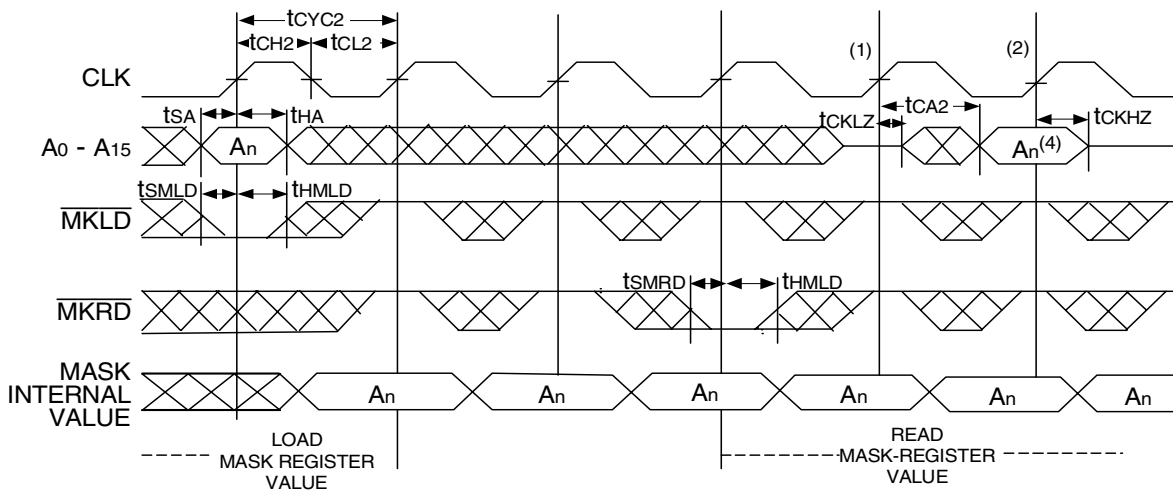 tCYC2
tCH2 tCL2
(1) (2)
CLK
tSA tHA tCKLZ tCA2 tCKHZ
A0 - A15 An An(4)
tSMLD tHMLD
MKLD
tSMRD tHMLD
MKRD
MASK
INTERNAL
VALUE
An An An An An An
LOAD
MASK REGISTER
VALUE
READ
MASK-REGISTER
VALUE